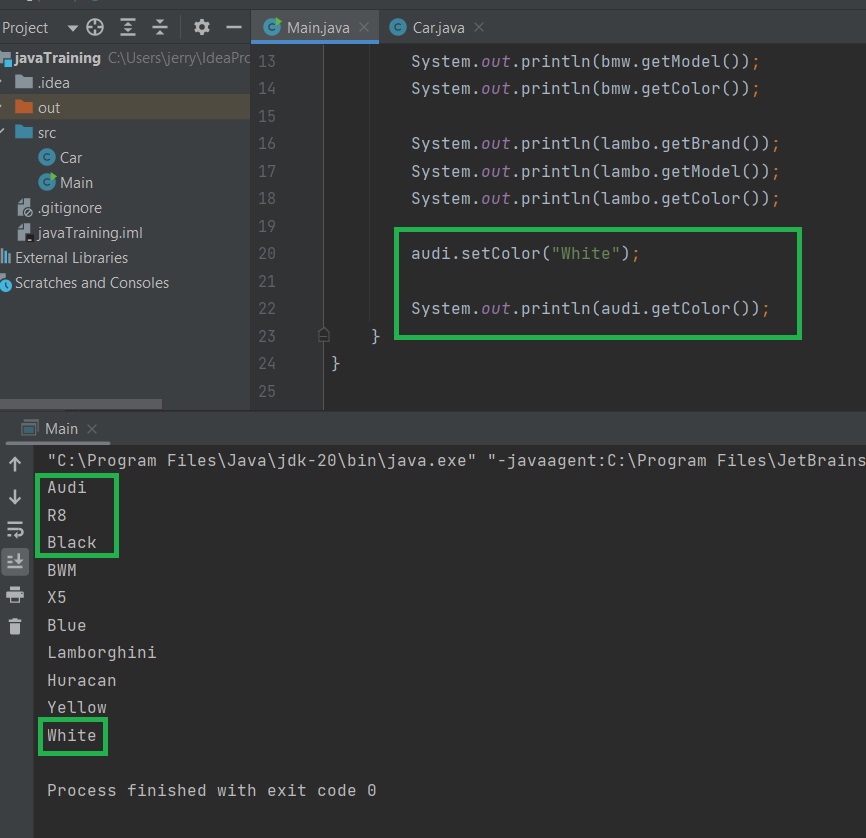 Project
Main.java
Car.java
javaTraining C:\Users\jerry\IdeaPro
.idea
out
src
Car
Main
.gitignore
javaTraining.iml
External Libraries
Scratches and Consoles
13 System.out.println(bmw.getModel());
14 System.out.println(bmw.getColor());
15
16 System.out.println(lambo.getBrand());
17 System.out.println(lambo.getModel());
18 System.out.println(lambo.getColor());
19
20 audi.setColor("White");
21
22 System.out.println(audi.getColor());
23 }
24 }
25
Main
"C:\Program Files\Java\jdk-20\bin\java.exe" "-javaagent:C:\Program Files\JetBrains
Audi
R8
Black
BWM
X5
Blue
Lamborghini
Huracan
Yellow
White
Process finished with exit code 0